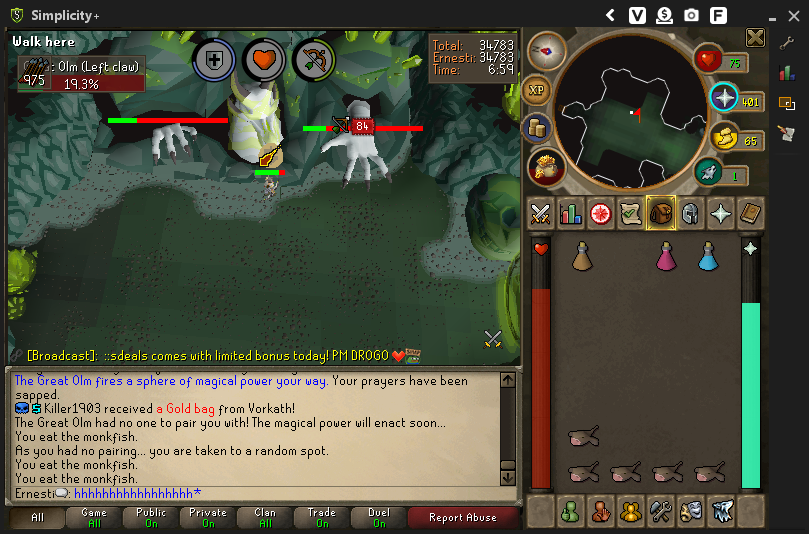 Simplicity+
V
F
Walk here
: Olm (Left claw)
975
19.3%
Total: 34783
Ernesti: 34783
Time: 6:59
84
75
XP
401
65
1
[Broadcast]: ::sdeals comes with limited bonus today! PM DROGO
The Great Olm fires a sphere of magical power your way. Your prayers have been
sapped.
Killer1903 received a Gold bag from Vorkath!
The Great Olm had no one to pair you with! The magical power will enact soon...
You eat the monkfish.
As you had no pairing... you are taken to a random spot.
You eat the monkfish.
You eat the monkfish.
Ernesti: hhhhhhhhhhhhhhhhh*
All
Game
All
Public
On
Private
On
Clan
All
Trade
On
Duel
On
Report Abuse